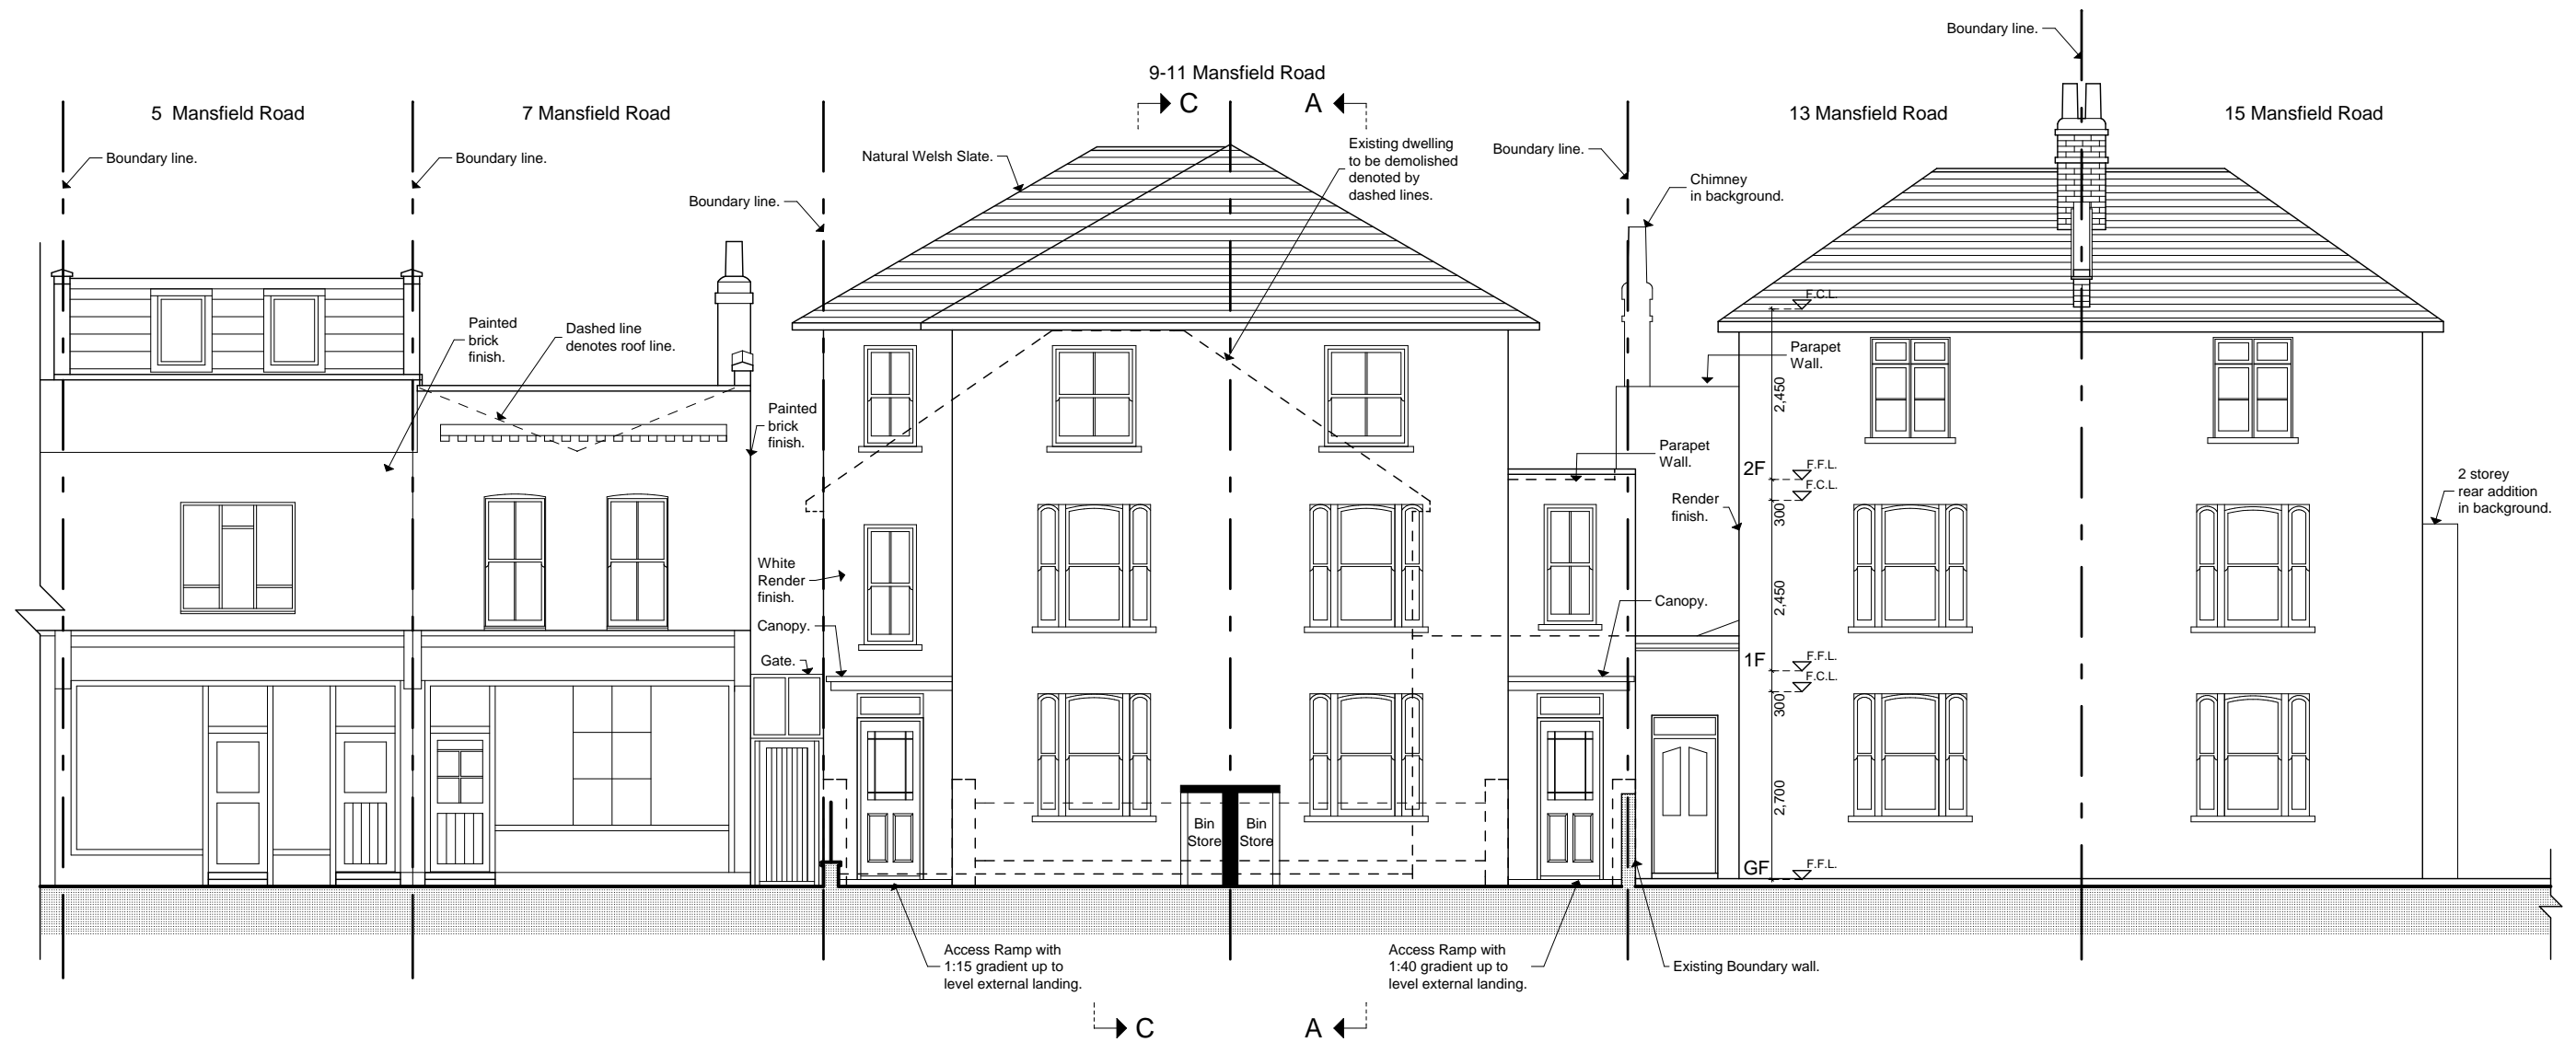 Boundary line.
9-11 Mansfield Road
5  Mansfield Road
7 Mansfield Road
C
A
13 Mansfield Road
15 Mansfield Road
Boundary line.
Boundary line.
Natural Welsh Slate.
Existing dwelling
to be demolished
denoted by
dashed lines.
Boundary line.
Chimney
in background.
Boundary line.
F.C.L.
Painted
brick
finish.
Dashed line
denotes roof line.
Parapet
Wall.
2,450
Painted
brick
finish.
Parapet
Wall.
2F
F.F.L.
F.C.L.
300
2 storey
rear addition
in background.
Render
finish.
White
Render
finish.
2,450
Canopy.
Canopy.
Gate.
1F
F.F.L.
F.C.L.
300
2,700
Bin
Store
Bin
Store
GF
F.F.L.
Access Ramp with
1:15 gradient up to
level external landing.
Access Ramp with
1:40 gradient up to
level external landing.
Existing Boundary wall.
C
A